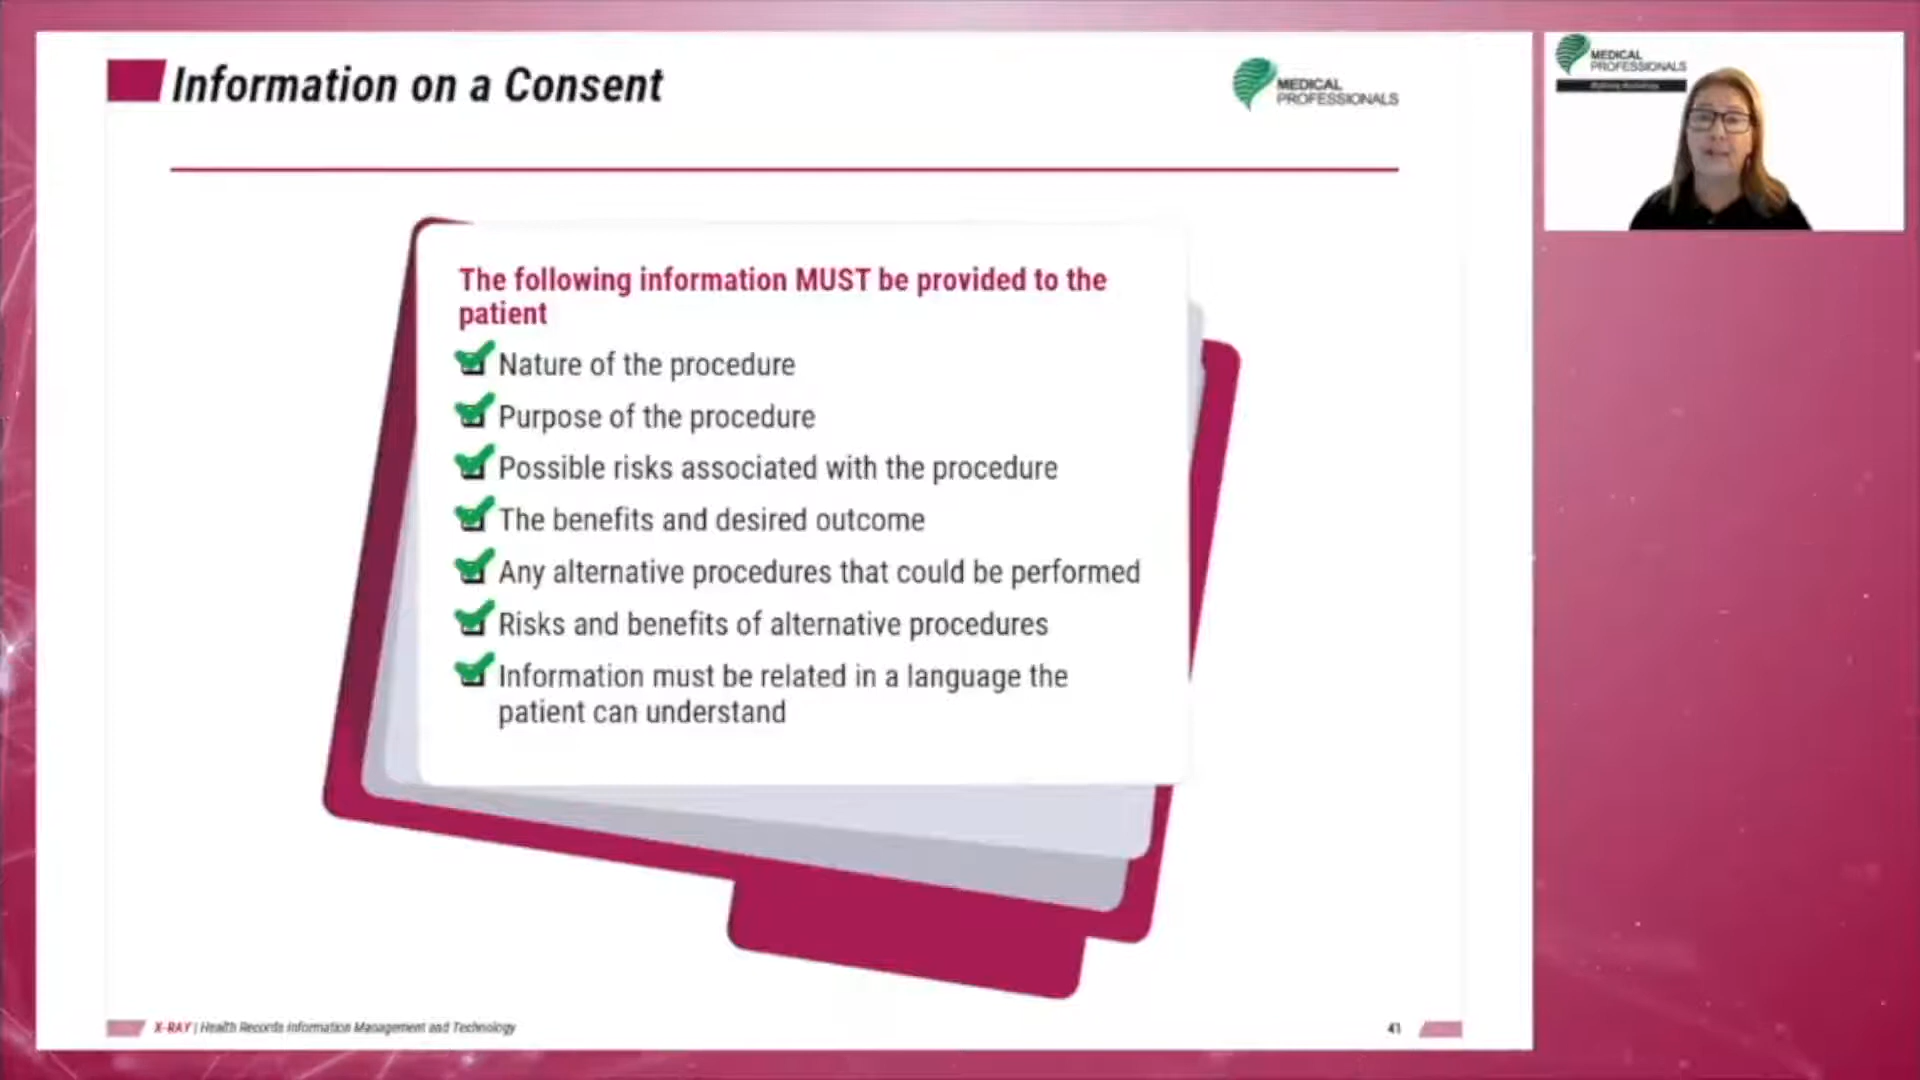 Information on a Consent
MEDICAL
PROFESSIONALS
MEDICAL
PROFESSIONALS
The following information MUST be provided to the
patient
Nature of the procedure
Purpose of the procedure
Possible risks associated with the procedure
The benefits and desired outcome
Any alternative procedures that could be performed
Risks and benefits of alternative procedures
Information must be related in a language the
patient can understand
X-RAY | Health Records Information Management and Technology
41